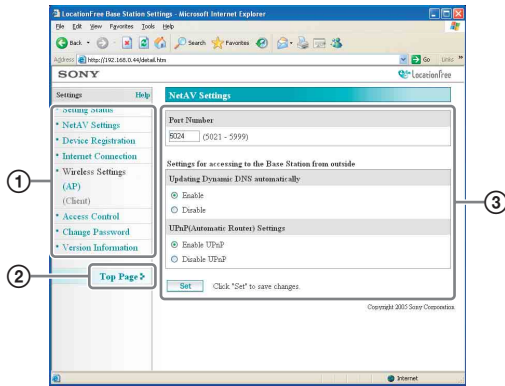 LocationFree Base Station Settings - Microsoft Internet Explorer
File Edit View Favorites Tools Help
Back Search Favorites
Address http://192.168.0.44/detail.htm Go Links »
SONY LocationFree
Settings Help
Setting Status
NetAV Settings
Device Registration
Internet Connection
Wireless Settings
(AP)
(Client)
Access Control
Change Password
Version Information
Top Page
NetAV Settings
Port Number
5024 (5021 - 5999)
Settings for accessing to the Base Station from outside
Updating Dynamic DNS automatically
Enable
Disable
UPnP(Automatic Router) Settings
Enable UPnP
Disable UPnP
Set Click "Set" to save changes.
Copyright 2005 Sony Corporation
Internet
1
2
3